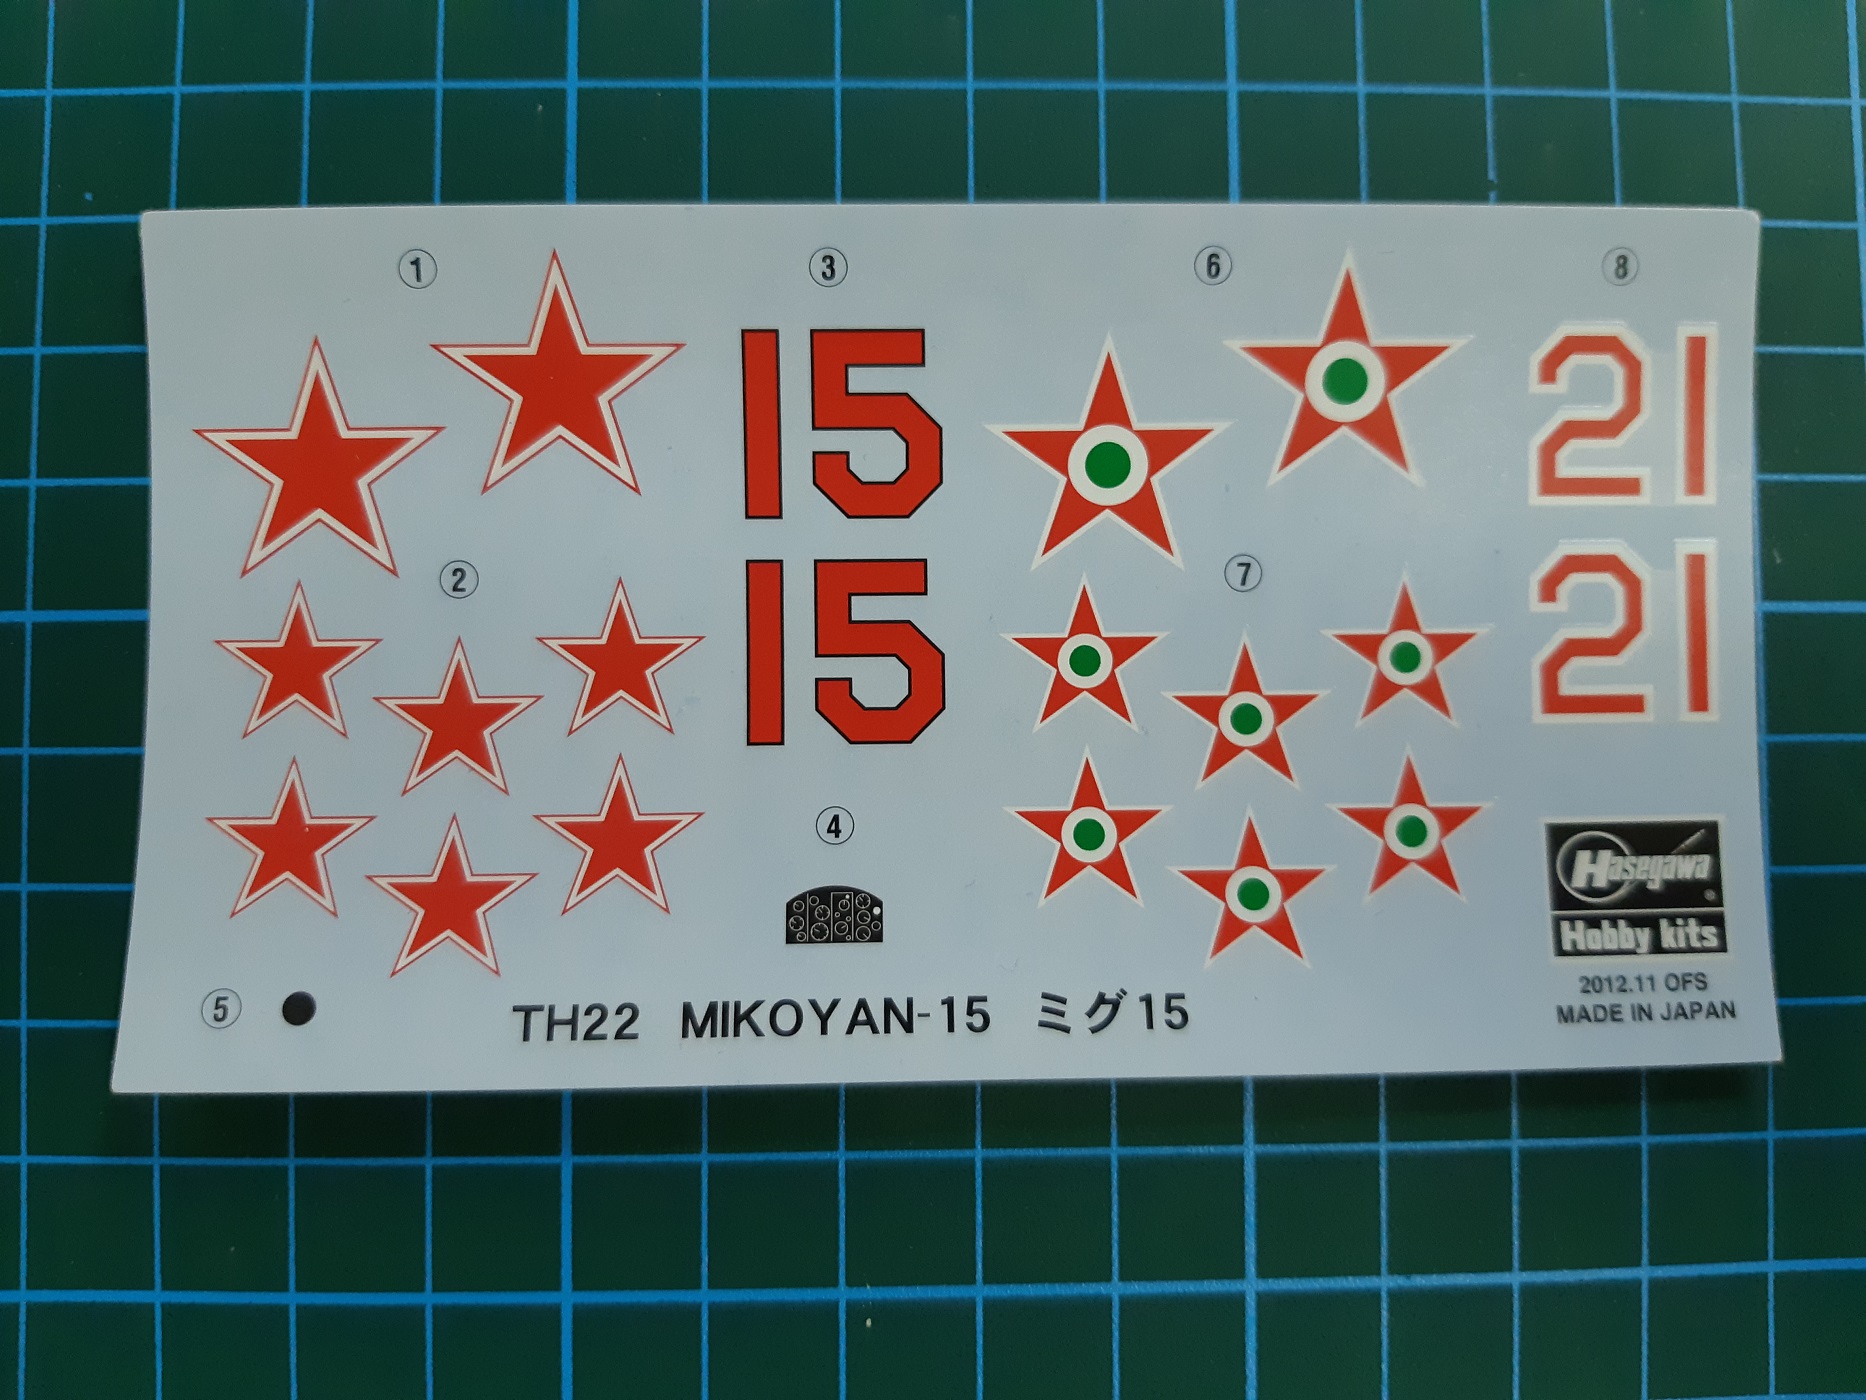 ①
③
⑥
⑧
15
21
②
⑦
15
21
④
Hasegawa
®
Hobby kits
⑤
TH22 MIKOYAN-15 ミグ15
2012.11 OFS
MADE IN JAPAN